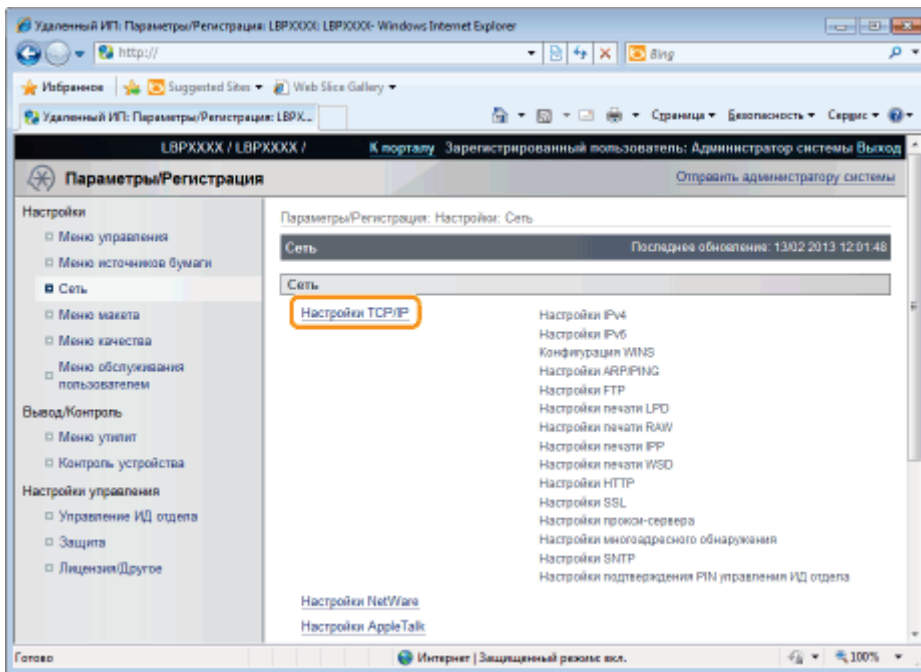 Удаленный ИП: Параметры/Регистрация: LBPXXXX: LBPXXXX- Windows Internet Explorer
http://
Bing
Избранное Suggested Sites Web Slice Gallery
Удаленный ИП: Параметры/Регистрация: LBPX...
Страница Безопасность Сервис
LBPXXXX / LBPXXXX / К порталу Зарегистрированный пользователь: Администратор системы Выход
Параметры/Регистрация
Отправить администратору системы
Настройки
Меню управления
Меню источников бумаги
Сеть
Меню макета
Меню качества
Меню обслуживания
пользователем
Вывод/Контроль
Меню утилит
Контроль устройства
Настройки управления
Управление ИД отдела
Защита
Лицензия/Другое
Параметры/Регистрация: Настройки: Сеть
Сеть Последнее обновление: 13/02 2013 12:01:48
Сеть
Настройки TCP/IP
Настройки IPv4
Настройки IPv6
Конфигурация WINS
Настройки ARP/PING
Настройки FTP
Настройки печати LPD
Настройки печати RAW
Настройки печати IPP
Настройки печати WSD
Настройки HTTP
Настройки SSL
Настройки прокси-сервера
Настройки многоадресного обнаружения
Настройки SNTP
Настройки подтверждения PIN управления ИД отдела
Настройки NetWare
Настройки AppleTalk
Готово Интернет | Защищенный режим: вкл. 100%